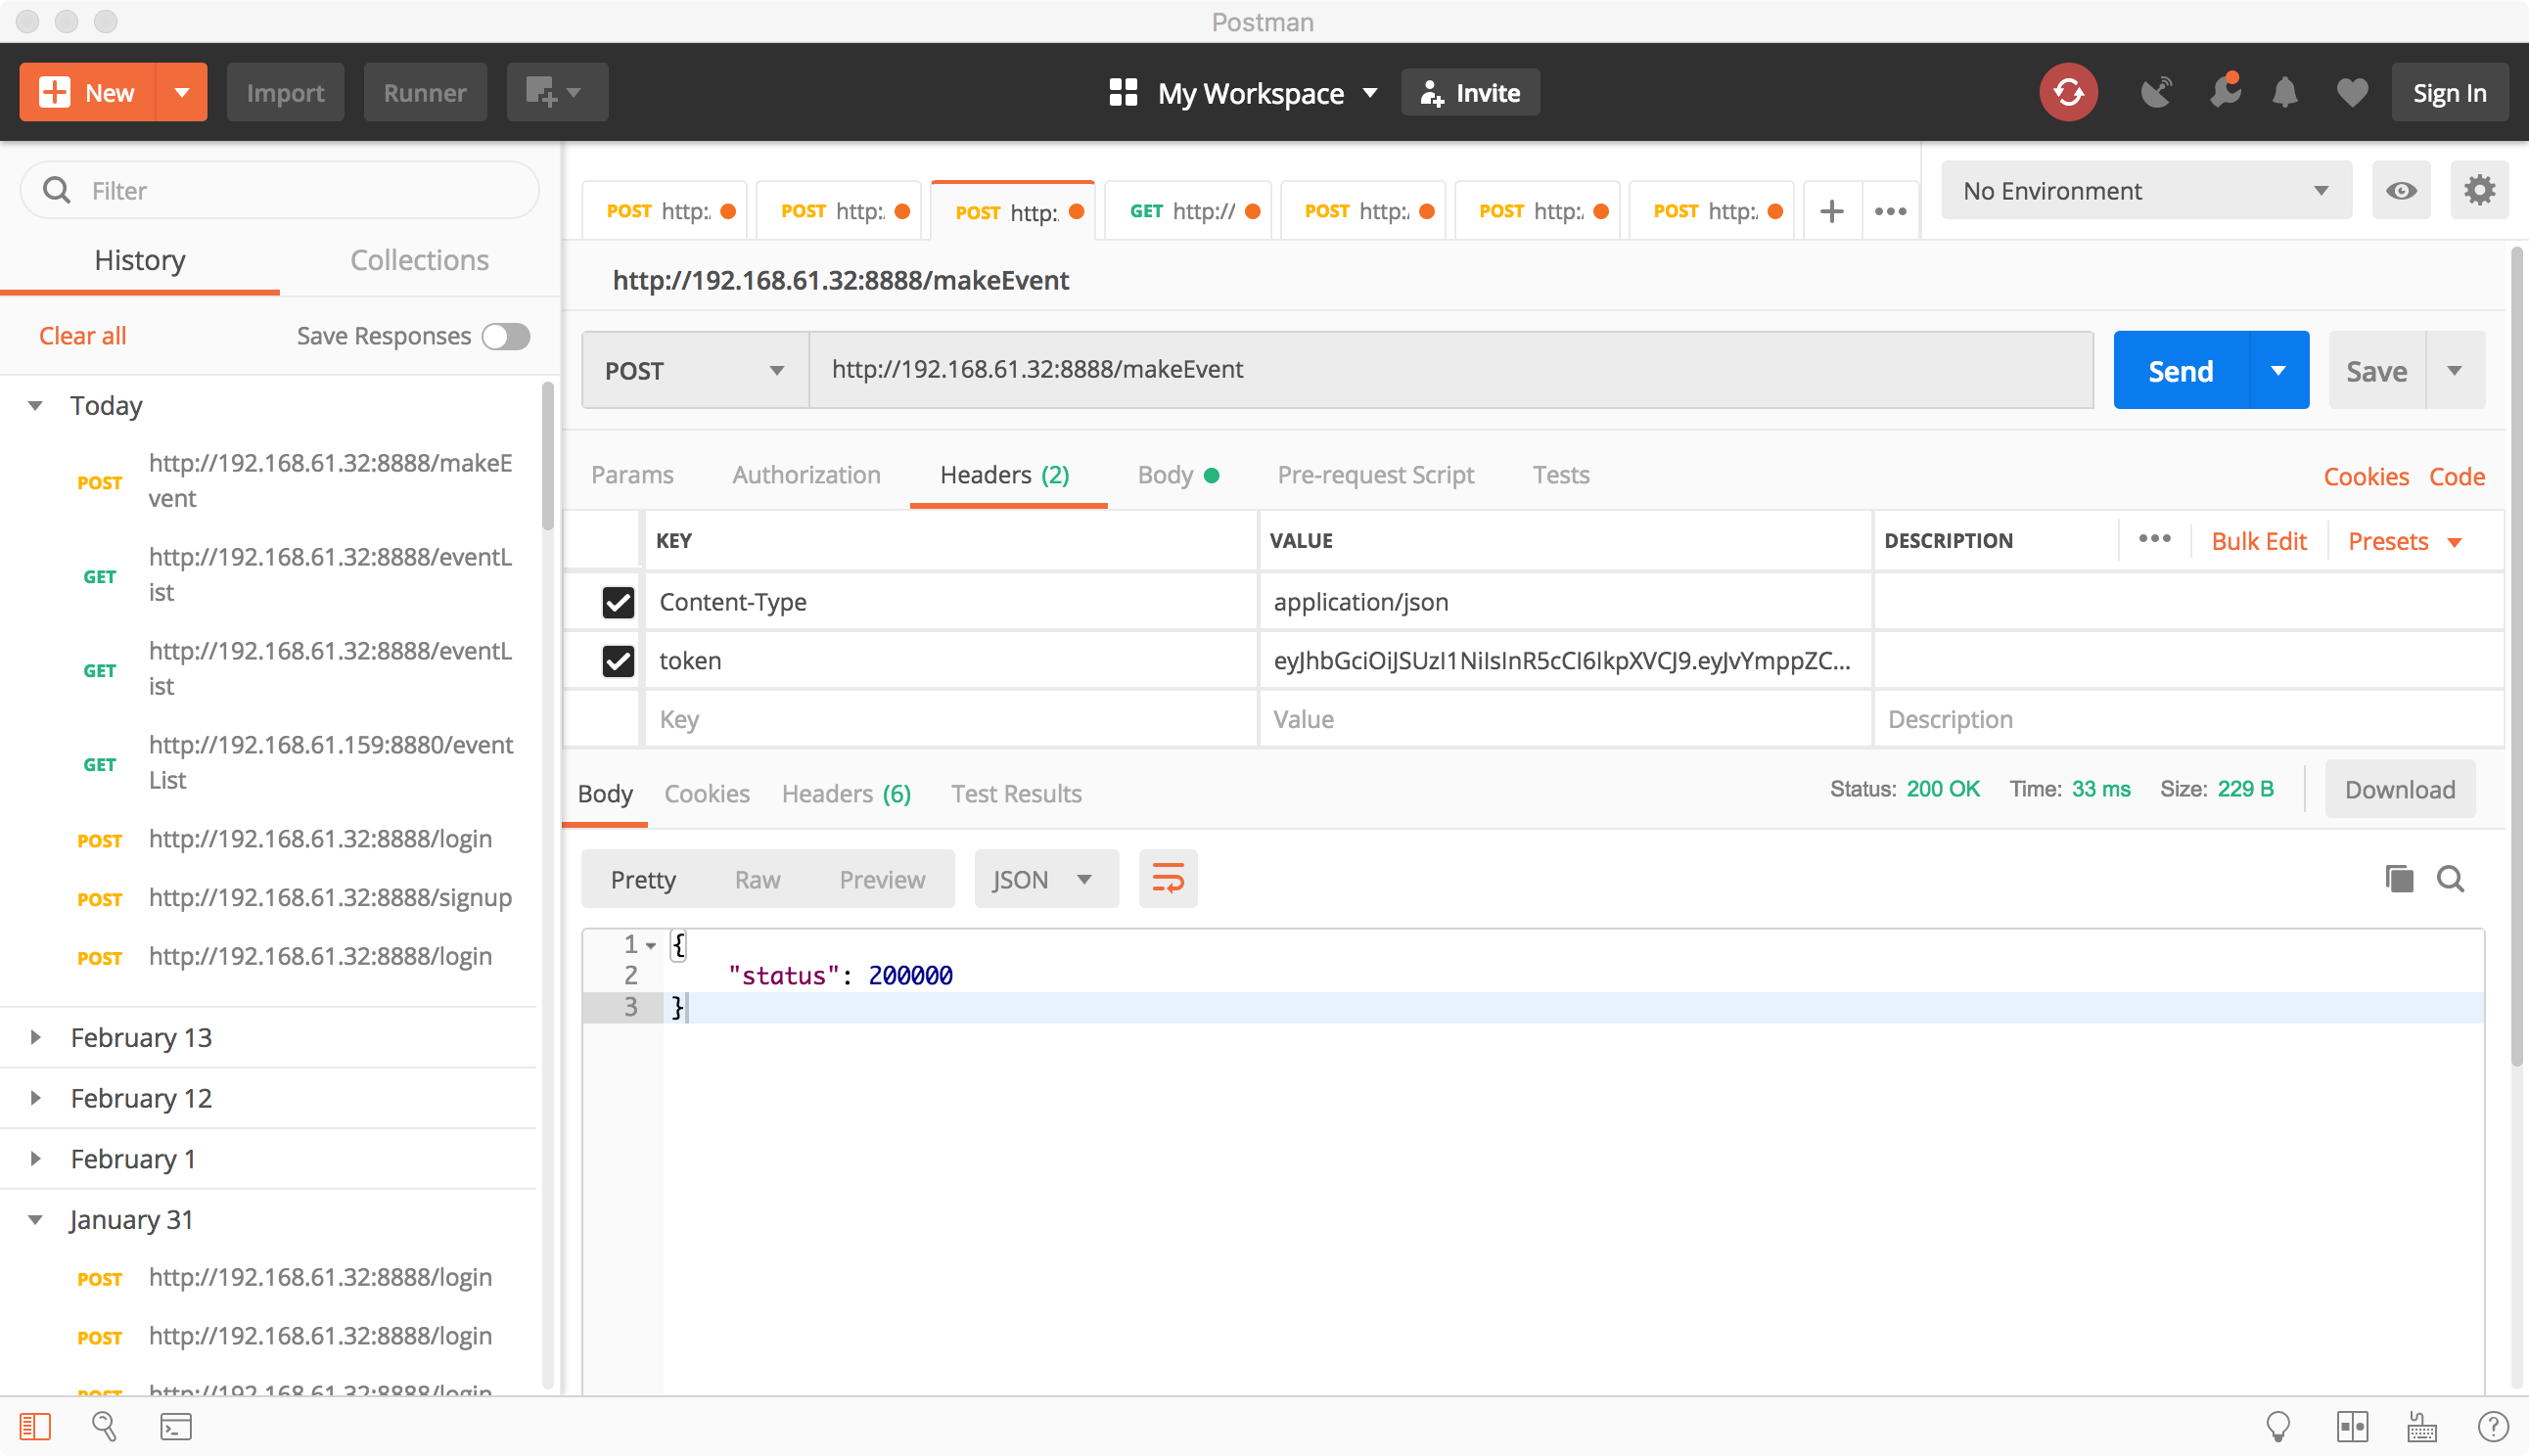 Postman
New
Import
Runner
My Workspace
Invite
Sign In
Filter
History
Collections
Clear all
Save Responses
Today
POST http://192.168.61.32:8888/makeE
vent
GET http://192.168.61.32:8888/eventL
ist
GET http://192.168.61.32:8888/eventL
ist
GET http://192.168.61.159:8880/event
List
POST http://192.168.61.32:8888/login
POST http://192.168.61.32:8888/signup
POST http://192.168.61.32:8888/login
February 13
February 12
February 1
January 31
POST http://192.168.61.32:8888/login
POST http://192.168.61.32:8888/login
POST http://192.168.61.32:8888/login
POST http:
POST http:
POST http:
GET http://
POST http:
POST http:
POST http:
No Environment
http://192.168.61.32:8888/makeEvent
POST http://192.168.61.32:8888/makeEvent
Send
Save
Params Authorization Headers (2) Body Pre-request Script Tests
Cookies Code
KEY VALUE DESCRIPTION Bulk Edit Presets
Content-Type application/json
token eyJhbGciOiJSUzI1NiIsInR5cCI6IkpXVCJ9.eyJvYmppZC...
Key Value Description
Body Cookies Headers (6) Test Results
Status: 200 OK Time: 33 ms Size: 229 B
Download
Pretty Raw Preview JSON
1 {
2 "status": 200000
3 }